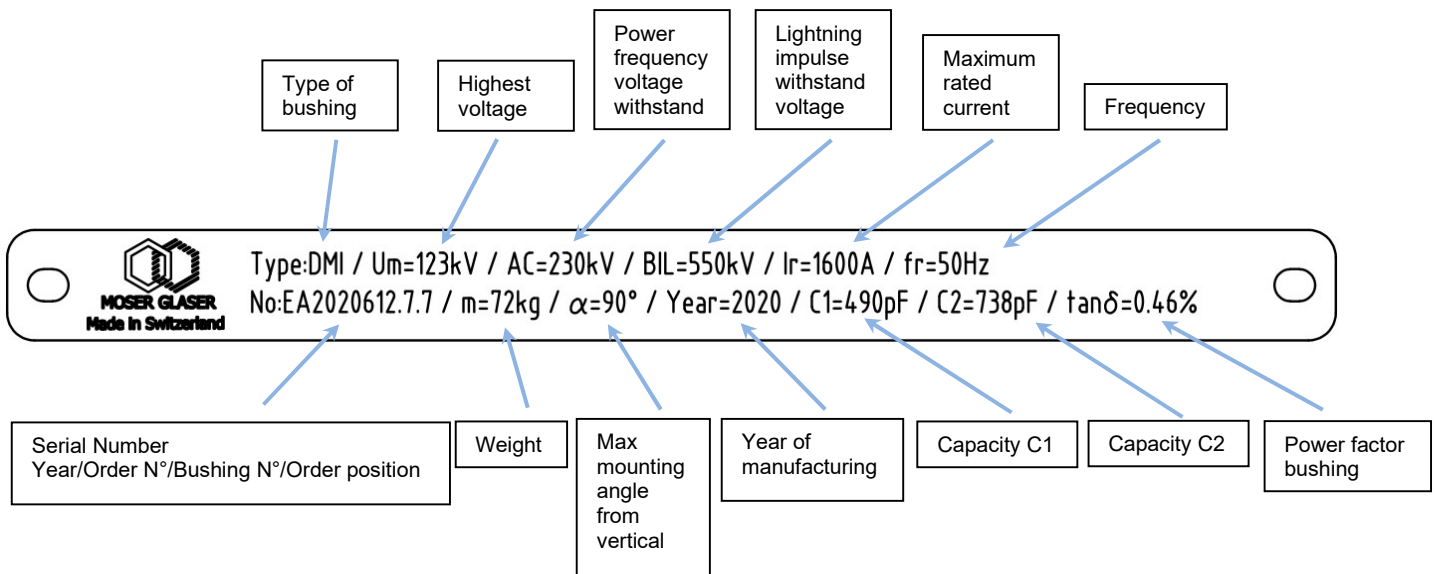 Type of
bushing
Highest
voltage
Power
frequency
voltage
withstand
Lightning
impulse
withstand
voltage
Maximum
rated
current
Frequency
MOSER GLASER
Made in Switzerland
Type:DMI / Um=123kV / AC=230kV / BIL=550kV / Ir=1600A / fr=50Hz
No:EA2020612.7.7 / m=72kg / α=90° / Year=2020 / C1=490pF / C2=738pF / tanδ=0.46%
Serial Number
Year/Order N°/Bushing N°/Order position
Weight
Max
mounting
angle
from
vertical
Year of
manufacturing
Capacity C1
Capacity C2
Power factor
bushing